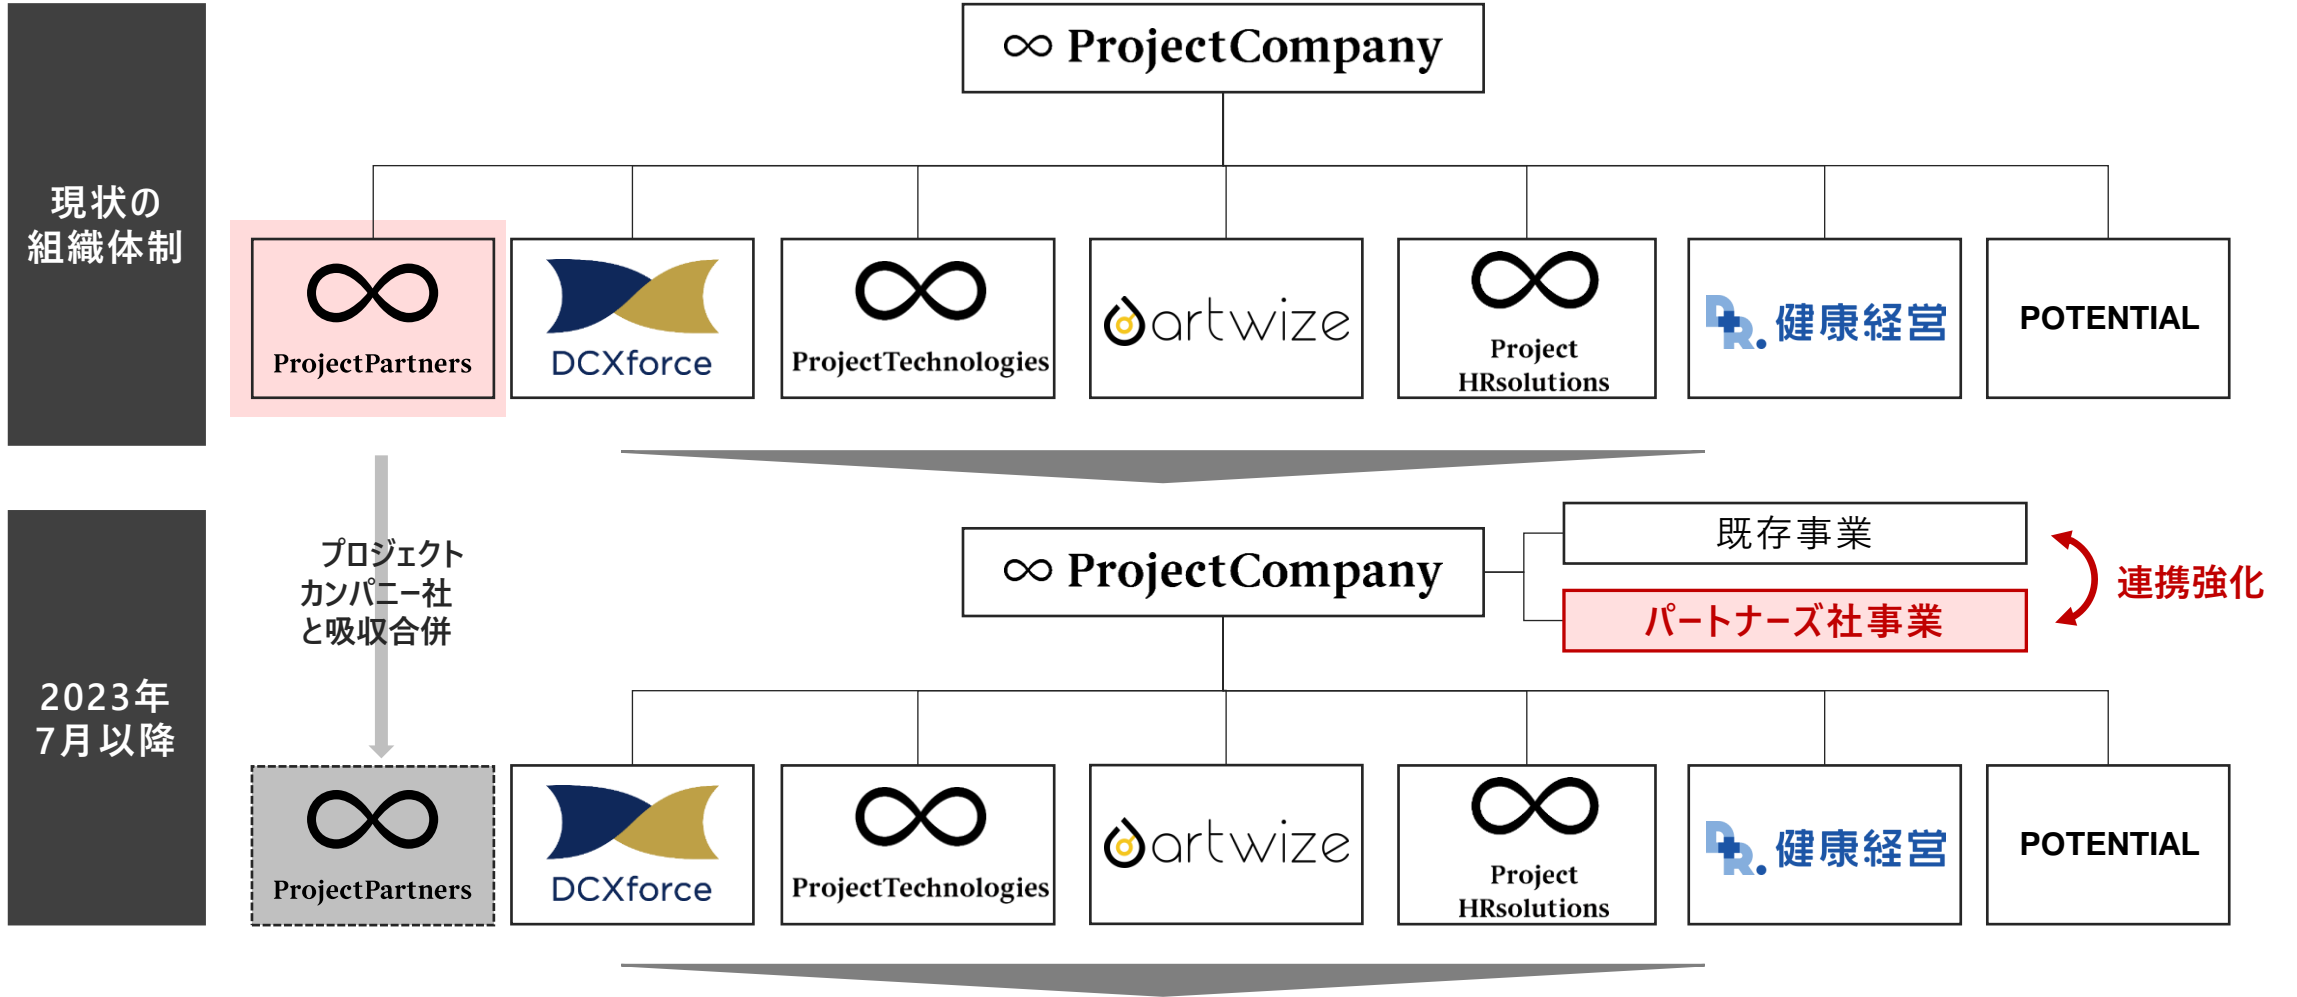 現状の
組織体制
ProjectCompany
ProjectPartners
DCXforce
ProjectTechnologies
artwize
Project
HRsolutions
DR.健康経営
POTENTIAL
プロジェクト
カンパニー社
と吸収合併
2023年
7月以降
ProjectCompany
既存事業
パートナーズ社事業
連携強化
ProjectPartners
DCXforce
ProjectTechnologies
artwize
Project
HRsolutions
DR.健康経営
POTENTIAL